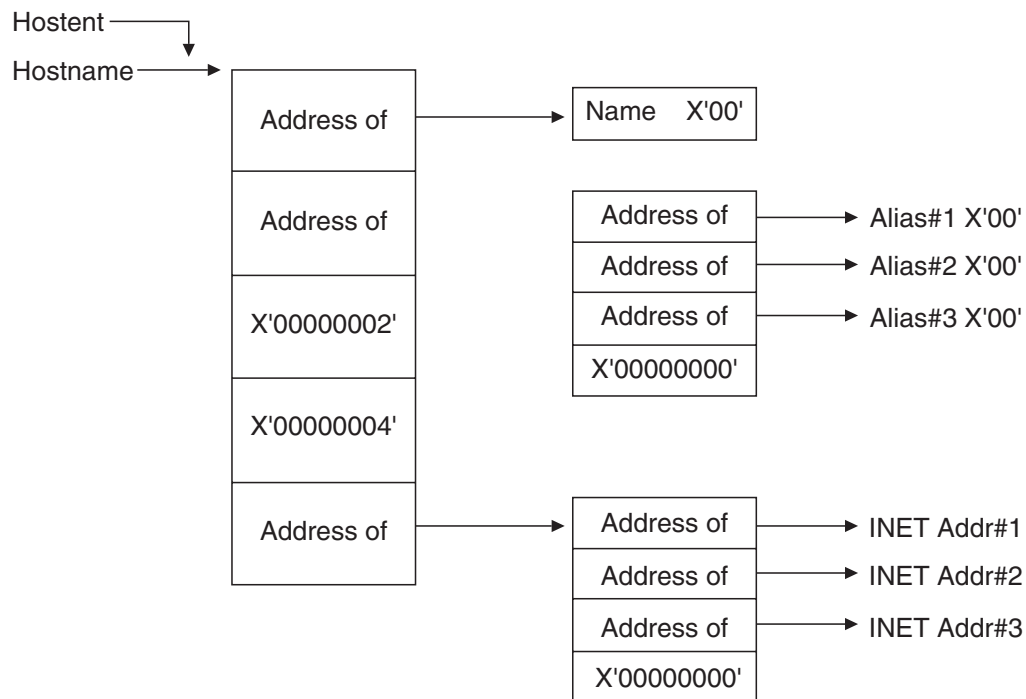 Hostent
Hostname
Address of
Name X'00'
Address of
Address of
Alias#1 X'00'
Address of
Alias#2 X'00'
X'00000002'
Address of
Alias#3 X'00'
X'00000000'
X'00000004'
Address of
Address of
INET Addr#1
Address of
INET Addr#2
Address of
INET Addr#3
X'00000000'